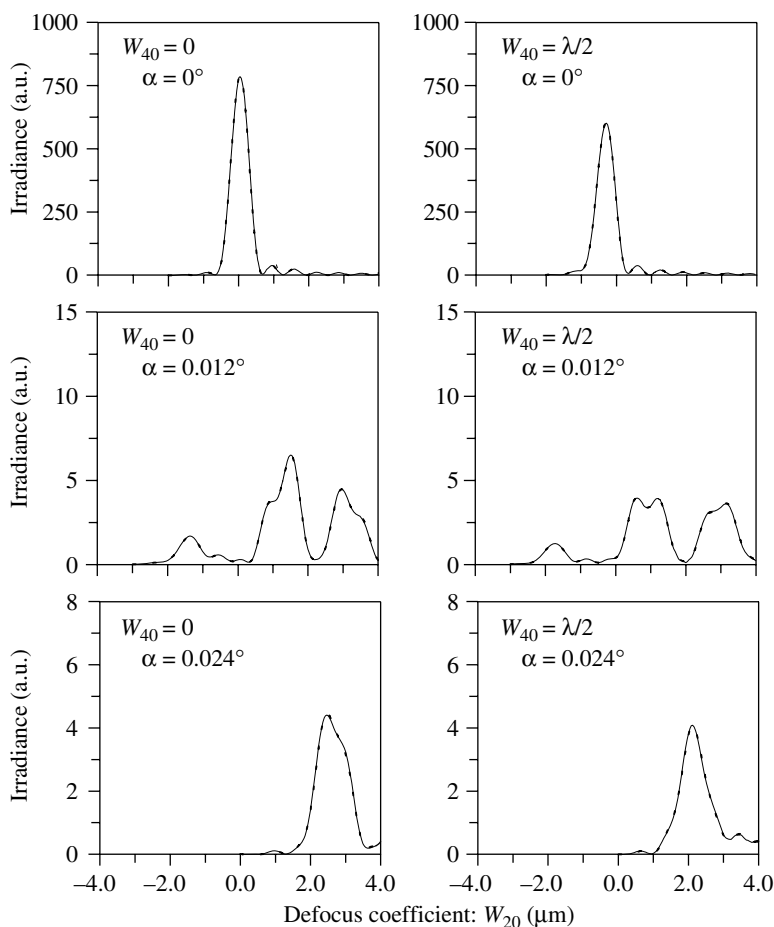 1000
750
500
250
0
Irradiance (a.u.)
W40 = 0
α = 0°
1000
750
500
250
0
W40 = λ/2
α = 0°
15
10
5
0
Irradiance (a.u.)
W40 = 0
α = 0.012°
15
10
5
0
W40 = λ/2
α = 0.012°
8
6
4
2
0
Irradiance (a.u.)
W40 = 0
α = 0.024°
8
6
4
2
0
W40 = λ/2
α = 0.024°
−4.0 −2.0 0.0 2.0 4.0
−4.0 −2.0 0.0 2.0 4.0
Defocus coefficient: W20 (μm)